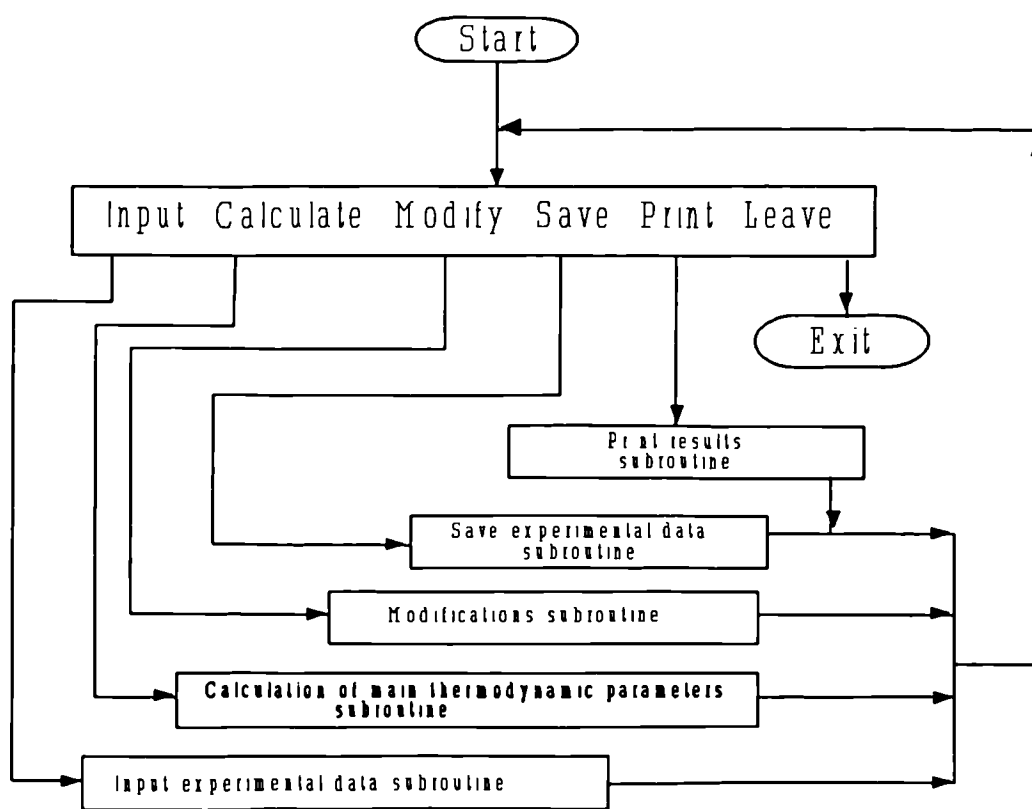 Start
Input Calculate Modify Save Print Leave
Exit
Print results
subroutine
Save experimental data
subroutine
Modifications subroutine
Calculation of main thermodynamic parameters
subroutine
Input experimental data subroutine